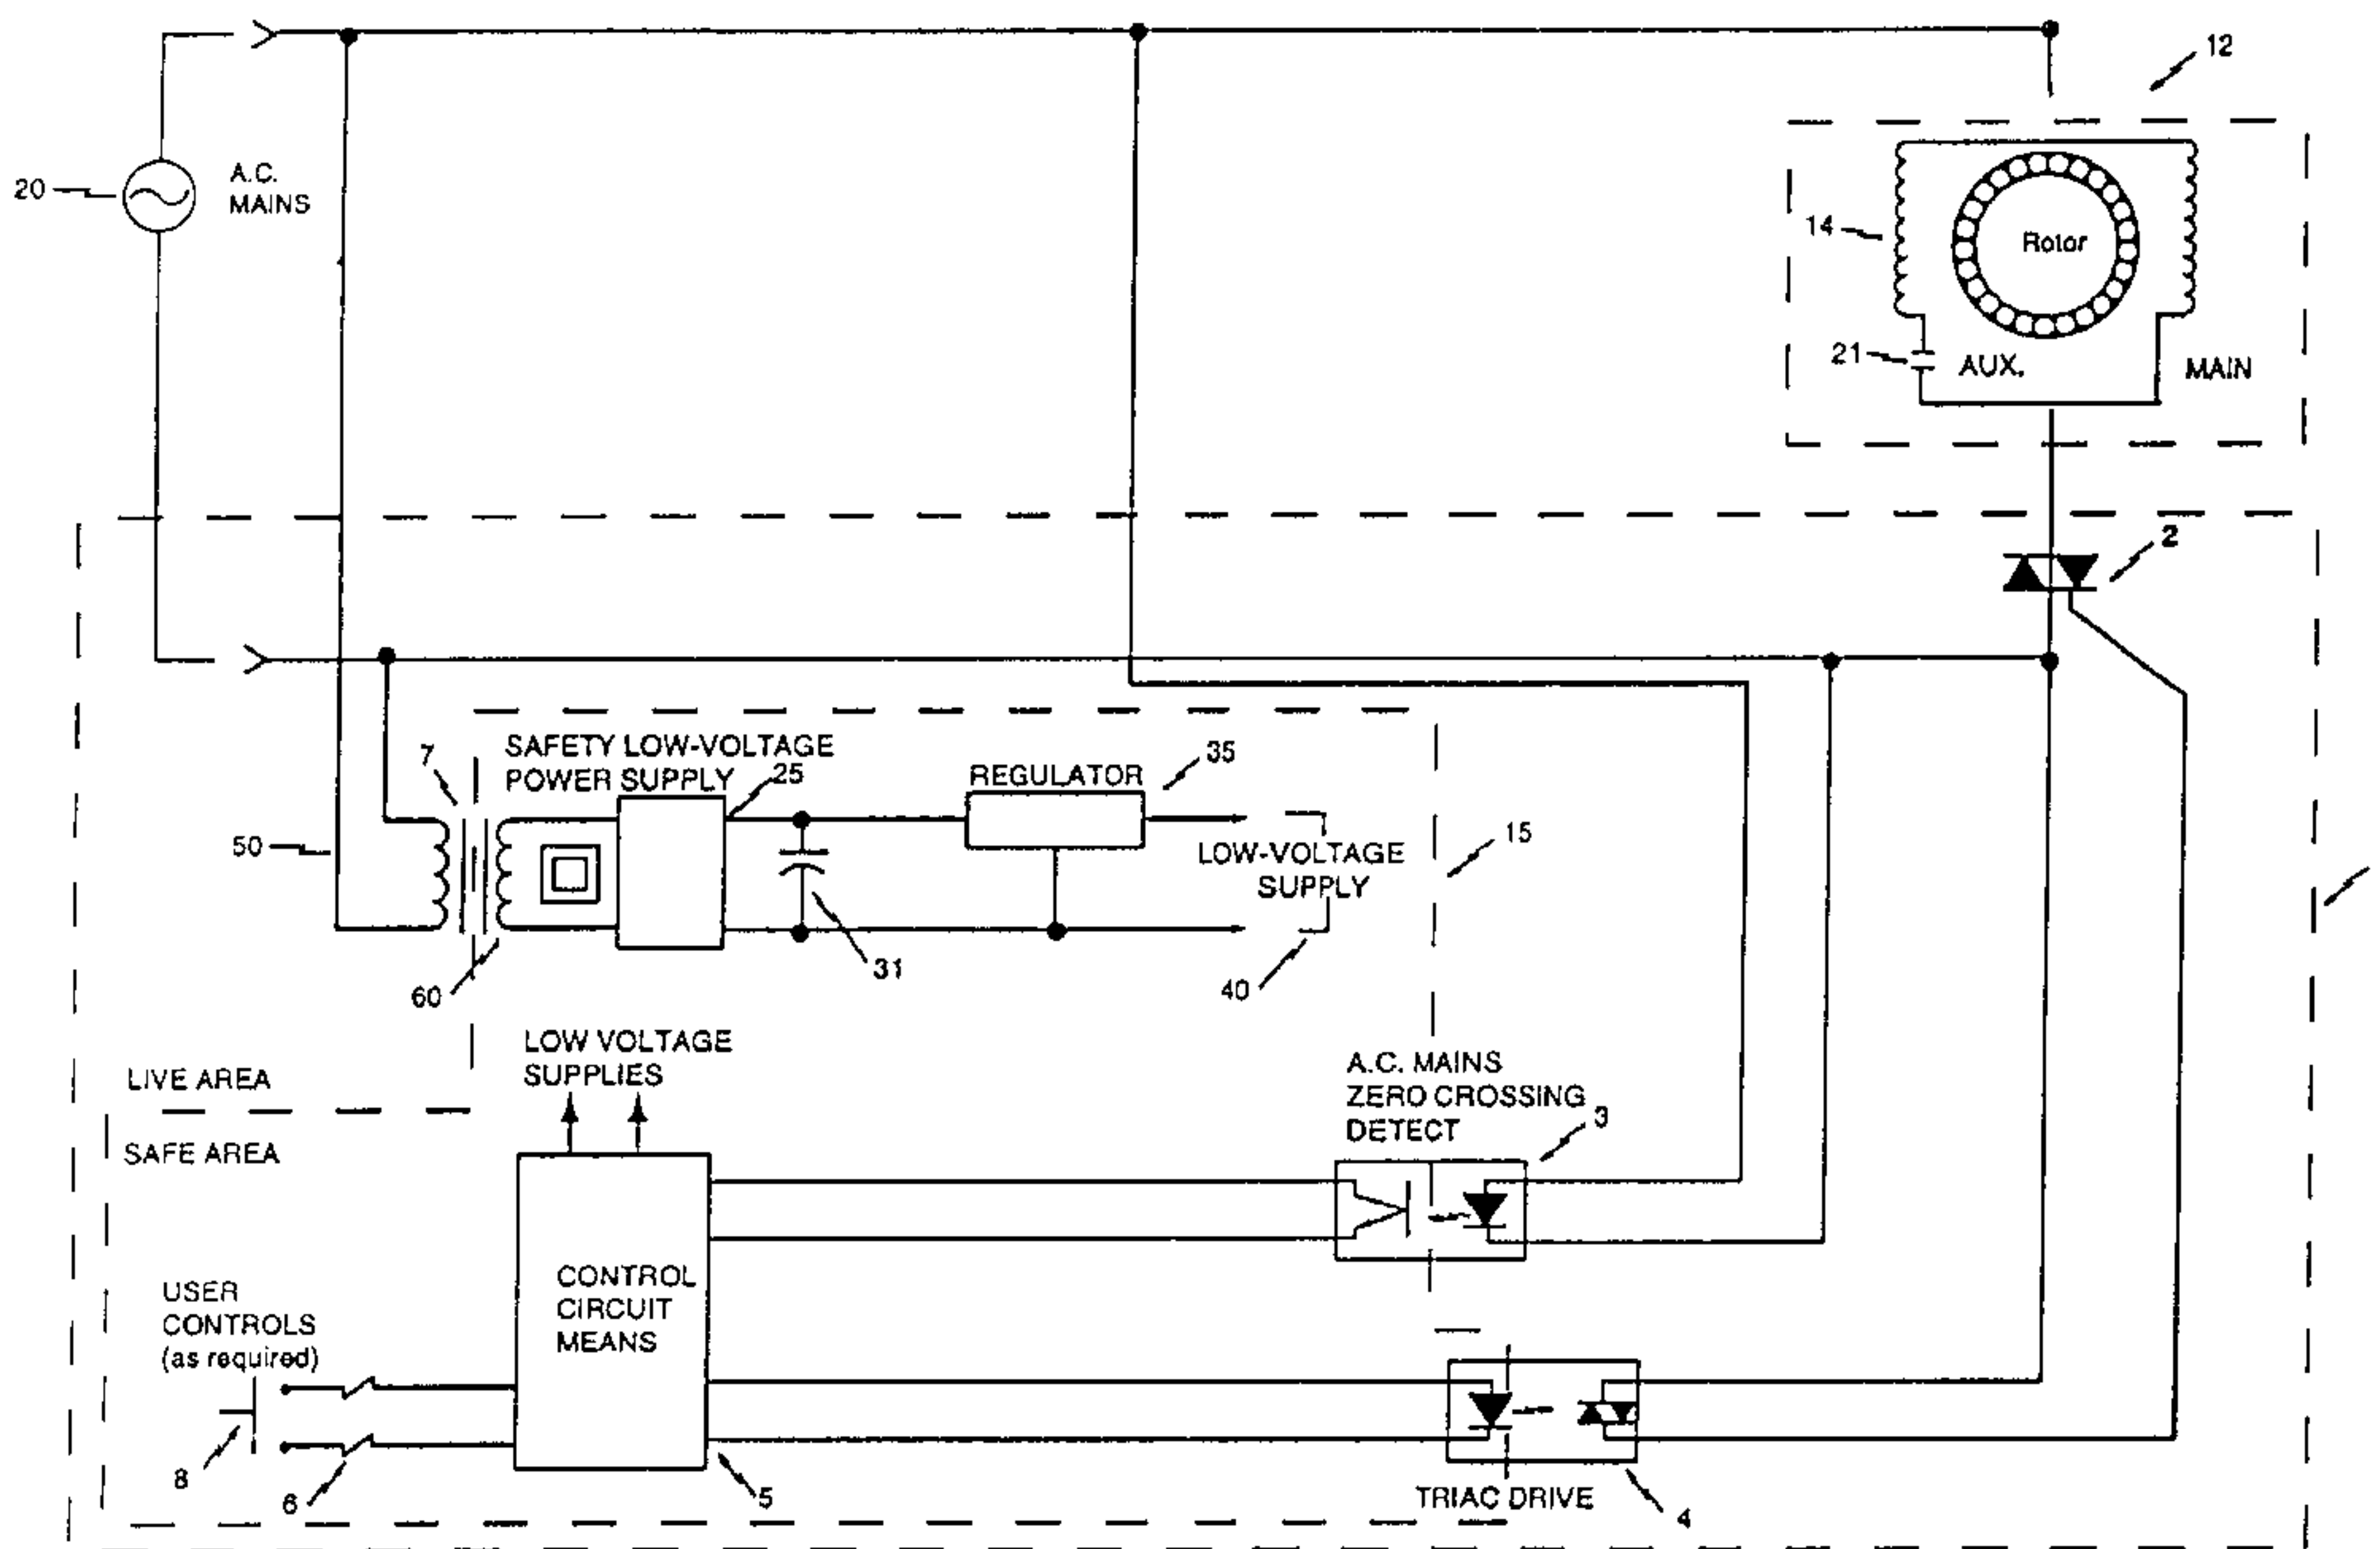 12
20
A.C.
MAINS
14
Rotor
21
AUX.
MAIN
2
7
SAFETY LOW-VOLTAGE
POWER SUPPLY
25
REGULATOR
35
50
LOW-VOLTAGE
SUPPLY
15
31
60
40
LOW VOLTAGE
SUPPLIES
LIVE AREA
SAFE AREA
A.C. MAINS
ZERO CROSSING
DETECT
3
CONTROL
CIRCUIT
MEANS
USER
CONTROLS
(as required)
8
6
5
TRIAC DRIVE
4